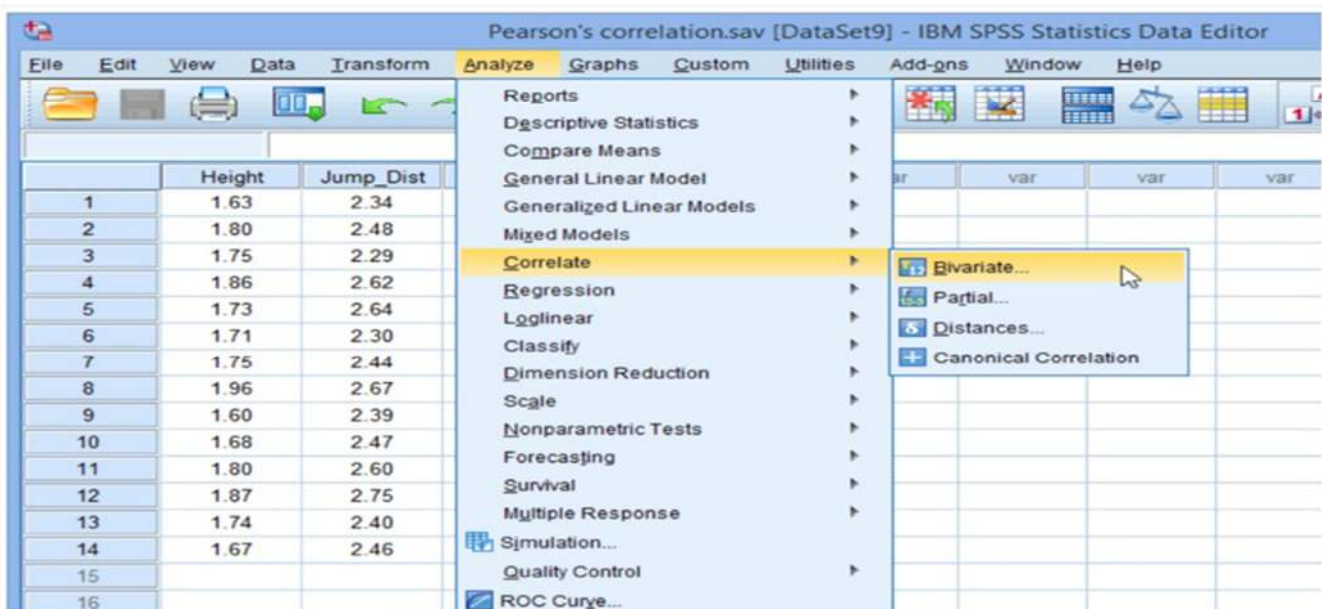 Pearson's correlation.sav [DataSet9] - IBM SPSS Statistics Data Editor
File Edit View Data Transform Analyze Graphs Custom Utilities Add-ons Window Help
Height Jump_Dist
1 1.63 2.34
2 1.80 2.48
3 1.75 2.29
4 1.86 2.62
5 1.73 2.64
6 1.71 2.30
7 1.75 2.44
8 1.96 2.67
9 1.60 2.39
10 1.68 2.47
11 1.80 2.60
12 1.87 2.75
13 1.74 2.40
14 1.67 2.46
15
16
Reports
Descriptive Statistics
Compare Means
General Linear Model
Generalized Linear Models
Mixed Models
Correlate
Regression
Loglinear
Classify
Dimension Reduction
Scale
Nonparametric Tests
Forecasting
Survival
Multiple Response
Simulation...
Quality Control
ROC Curve...
Bivariate...
Partial...
Distances...
Canonical Correlation
var var var
1